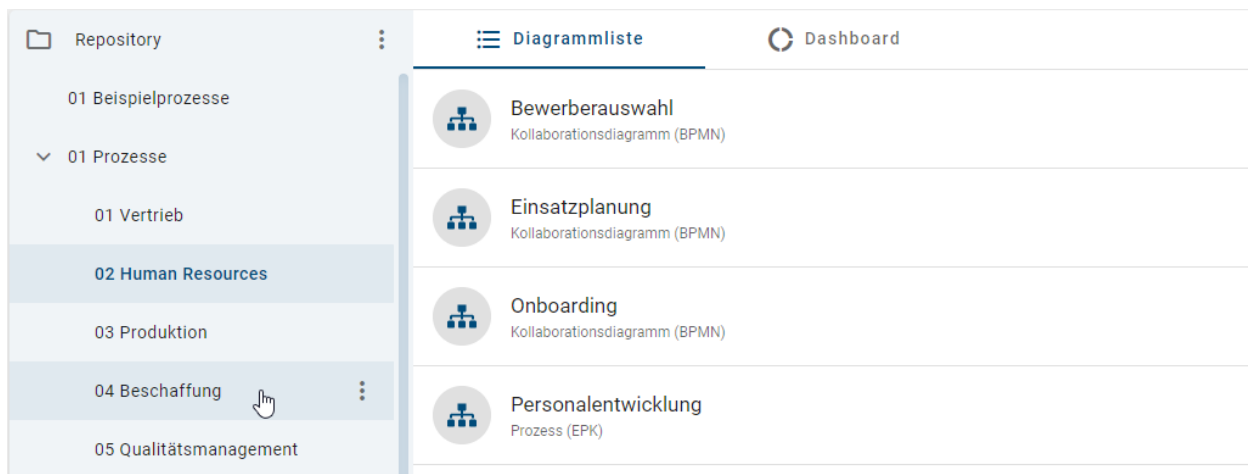 Repository
01 Beispielprozesse
01 Prozesse
01 Vertrieb
02 Human Resources
03 Produktion
04 Beschaffung
05 Qualitätsmanagement
Diagrammliste
Dashboard
Bewerberauswahl
Kollaborationsdiagramm (BPMN)
Einsatzplanung
Kollaborationsdiagramm (BPMN)
Onboarding
Kollaborationsdiagramm (BPMN)
Personalentwicklung
Prozess (EPK)